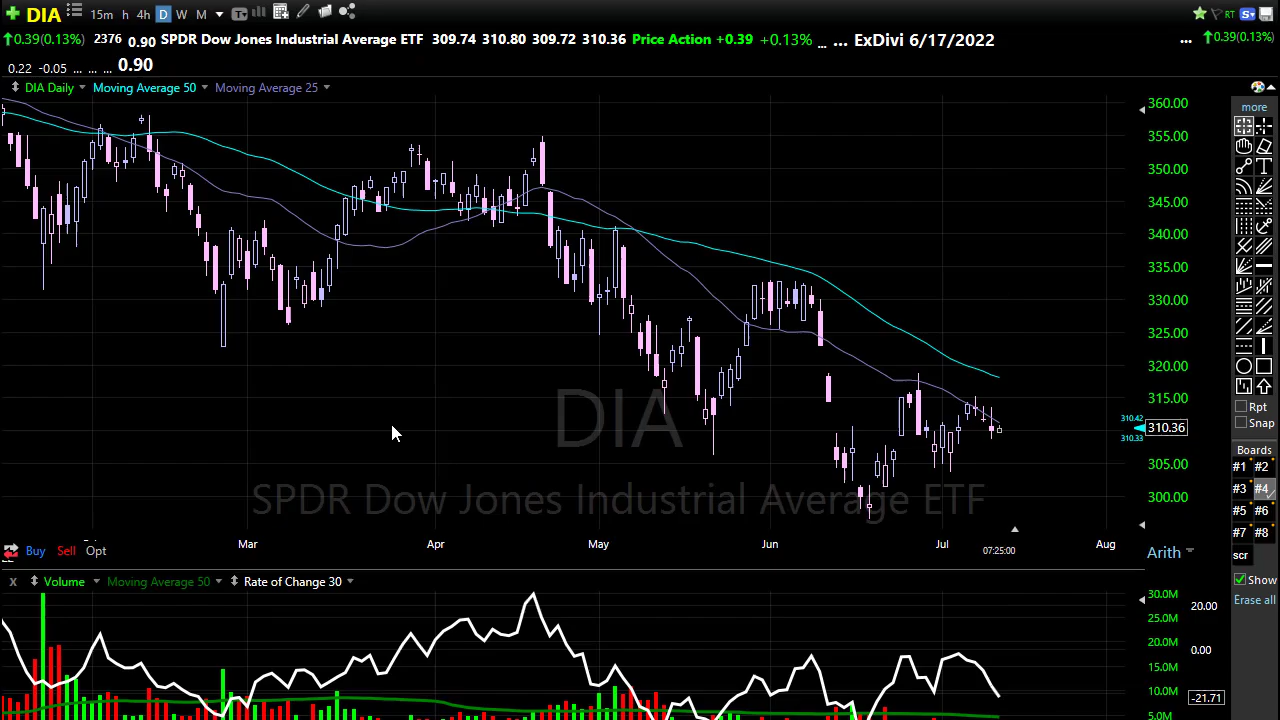 DIA 15m h 4h D W M T RT S
0.39(0.13%) 2376 0.90 SPDR Dow Jones Industrial Average ETF 309.74 310.80 309.72 310.36 Price Action +0.39 +0.13% ... ... ExDivi 6/17/2022 ... 0.39(0.13%)
0.22 -0.05 ... ... ... 0.90
DIA Daily Moving Average 50 Moving Average 25
360.00
355.00
350.00
345.00
340.00
335.00
330.00
325.00
320.00
315.00
310.42
310.36
310.33
305.00
300.00
DIA
SPDR Dow Jones Industrial Average ETF
Buy Sell Opt
Mar Apr May Jun Jul Aug
07:25:00
Arith
X Volume Moving Average 50 Rate of Change 30
30.0M
25.0M
20.0M
15.0M
10.0M
5.0M
20.00
0.00
-21.71
more
T
Rpt
Snap
Boards
#1 #2
#3 #4
#5 #6
#7 #8
scr
Show
Erase all